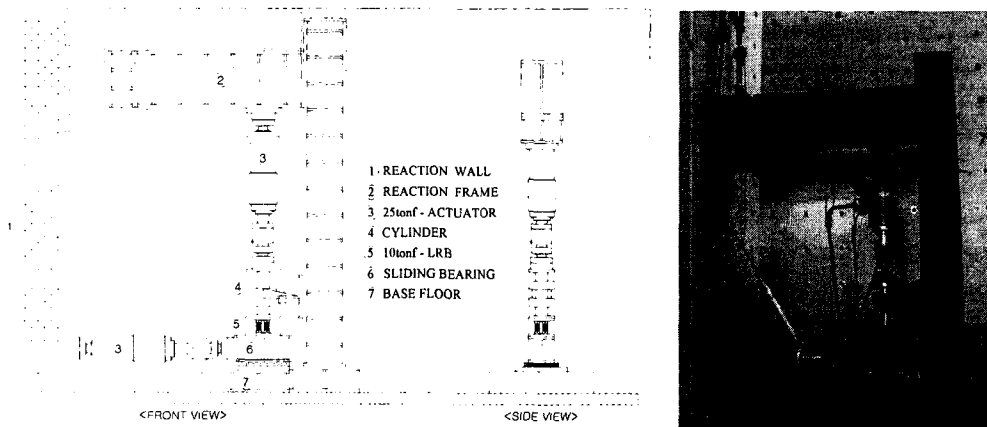 2
3
1
4
5
3
6
7
1. REACTION WALL
2 REACTION FRAME
3 25tonf - ACTUATOR
4 CYLINDER
5 10tonf - LRB
6 SLIDING BEARING
7 BASE FLOOR
<FRONT VIEW>
<SIDE VIEW>